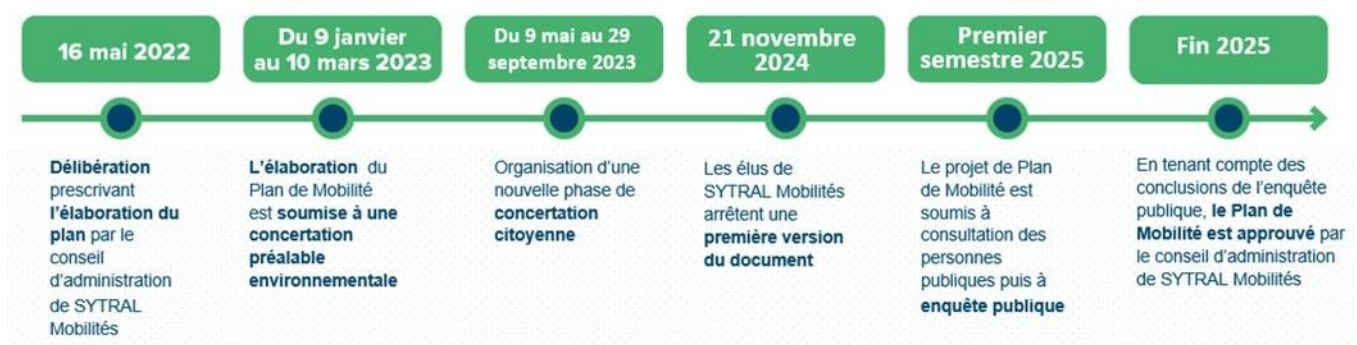 16 mai 2022
Du 9 janvier
au 10 mars 2023
Du 9 mai au 29
septembre 2023
21 novembre
2024
Premier
semestre 2025
Fin 2025
Délibération
prescrivant
l'élaboration du
plan par le
conseil
d'administration
de SYTRAL
Mobilités
L'élaboration du
Plan de Mobilité
est soumise à une
concertation
préalable
environnementale
Organisation d'une
nouvelle phase de
concertation
citoyenne
Les élus de
SYTRAL Mobilités
arrêtent une
première version
du document
Le projet de Plan
de Mobilité est
soumis à
consultation des
personnes
publiques puis à
enquête publique
En tenant compte des
conclusions de l'enquête
publique, le Plan de
Mobilité est approuvé par
le conseil d'administration
de SYTRAL Mobilités